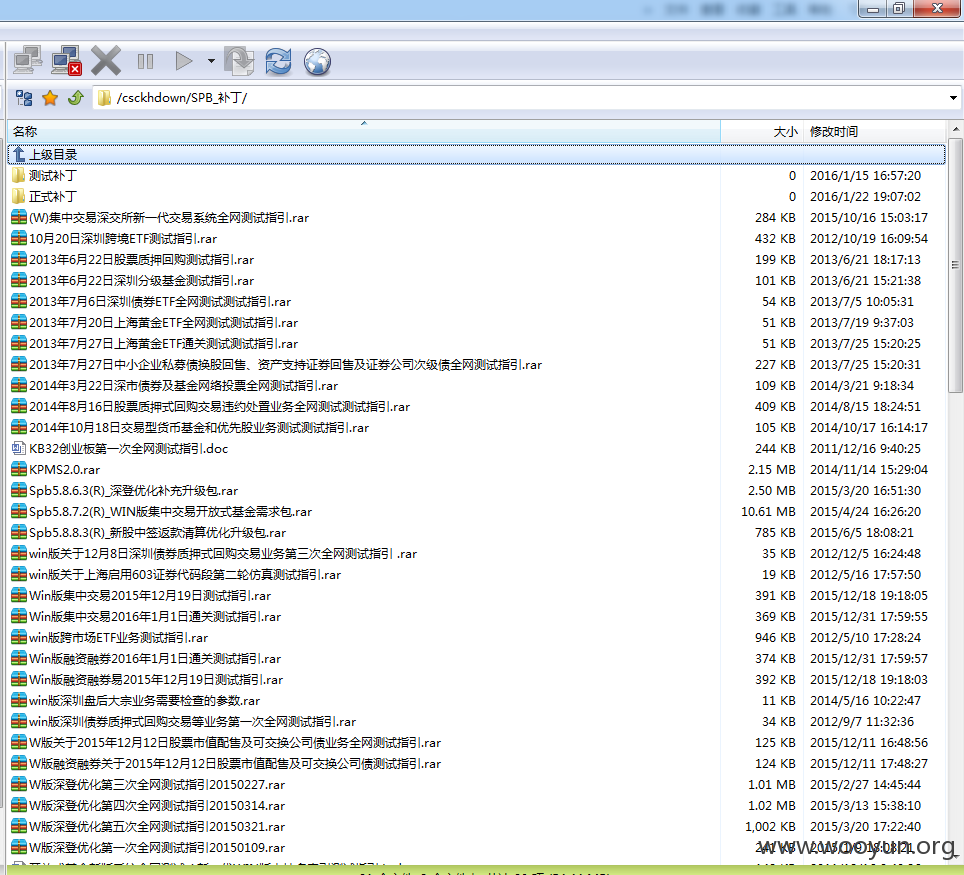 /csckhdown/SPB_补丁/
名称 大小 修改时间
上级目录
测试补丁 0 2016/1/15 16:57:20
正式补丁 0 2016/1/22 19:07:02
(W)集中交易深交所新一代交易系统全网测试指引.rar 284 KB 2015/10/16 15:03:17
10月20日深圳跨境ETF测试指引.rar 432 KB 2012/10/19 16:09:54
2013年6月22日股票质押回购测试指引.rar 199 KB 2013/6/21 18:17:13
2013年6月22日深圳分级基金测试指引.rar 101 KB 2013/6/21 15:21:38
2013年7月6日深圳债券ETF全网测试测试指引.rar 54 KB 2013/7/5 10:05:31
2013年7月20日上海黄金ETF全网测试测试指引.rar 51 KB 2013/7/19 9:37:03
2013年7月27日上海黄金ETF通关测试测试指引.rar 51 KB 2013/7/25 15:20:25
2013年7月27日中小企业私募债换股回售、资产支持证券回售及证券公司次级债全网测试指引.rar 227 KB 2013/7/25 15:20:31
2014年3月22日深市债券及基金网络投票全网测试指引.rar 109 KB 2014/3/21 9:18:34
2014年8月16日股票质押式回购交易违约处置业务全网测试测试指引.rar 409 KB 2014/8/15 18:24:51
2014年10月18日交易型货币基金和优先股业务测试测试指引.rar 105 KB 2014/10/17 16:14:17
KB32创业板第一次全网测试指引.doc 244 KB 2011/12/16 9:40:25
KPMS2.0.rar 2.15 MB 2014/11/14 15:29:04
Spb5.8.6.3(R)_深登优化补充升级包.rar 2.50 MB 2015/3/20 16:51:30
Spb5.8.7.2(R)_WIN版集中交易开放式基金需求包.rar 10.61 MB 2015/4/24 16:26:20
Spb5.8.8.3(R)_新股中签返款清算优化升级包.rar 785 KB 2015/6/5 18:08:21
win版关于12月8日深圳债券质押式回购交易业务第三次全网测试指引 .rar 35 KB 2012/12/5 16:24:48
win版关于上海启用603证券代码段第二轮仿真测试指引.rar 19 KB 2012/5/16 17:57:50
Win版集中交易2015年12月19日测试指引.rar 391 KB 2015/12/18 19:18:05
Win版集中交易2016年1月1日通关测试指引.rar 369 KB 2015/12/31 17:59:55
win版跨市场ETF业务测试指引.rar 946 KB 2012/5/10 17:28:24
Win版融资融券2016年1月1日通关测试指引.rar 374 KB 2015/12/31 17:59:57
Win版融资融券易2015年12月19日测试指引.rar 392 KB 2015/12/18 19:18:03
win版深圳盘后大宗业务需要检查的参数.rar 11 KB 2014/5/16 10:22:47
win版深圳债券质押式回购交易等业务第一次全网测试指引.rar 34 KB 2012/9/7 11:32:36
W版关于2015年12月12日股票市值配售及可交换公司债业务全网测试指引.rar 125 KB 2015/12/11 16:48:56
W版融资融券关于2015年12月12日股票市值配售及可交换公司债测试指引.rar 124 KB 2015/12/11 17:48:27
W版深登优化第三次全网测试指引20150227.rar 1.01 MB 2015/2/27 14:45:44
W版深登优化第四次全网测试指引20150314.rar 1.02 MB 2015/3/13 15:38:10
W版深登优化第五次全网测试指引20150321.rar 1,002 KB 2015/3/20 17:22:40
W版深登优化第一次全网测试指引20150109.rar
www.wooyun.org